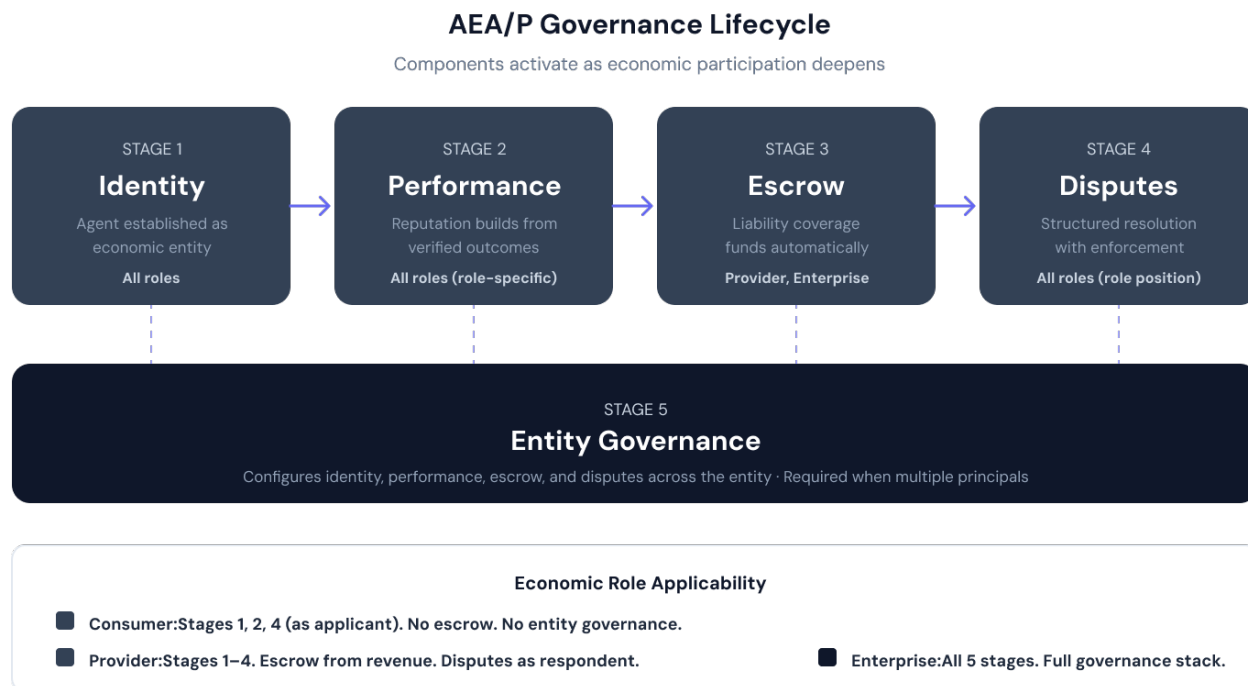 AEA/P Governance Lifecycle
Components activate as economic participation deepens
STAGE 1
Identity
Agent established as
economic entity
All roles
STAGE 2
Performance
Reputation builds from
verified outcomes
All roles (role-specific)
STAGE 3
Escrow
Liability coverage
funds automatically
Provider, Enterprise
STAGE 4
Disputes
Structured resolution
with enforcement
All roles (role position)
STAGE 5
Entity Governance
Configures identity, performance, escrow, and disputes across the entity · Required when multiple principals
Economic Role Applicability
Consumer:Stages 1, 2, 4 (as applicant). No escrow. No entity governance.
Provider:Stages 1–4. Escrow from revenue. Disputes as respondent.
Enterprise:All 5 stages. Full governance stack.